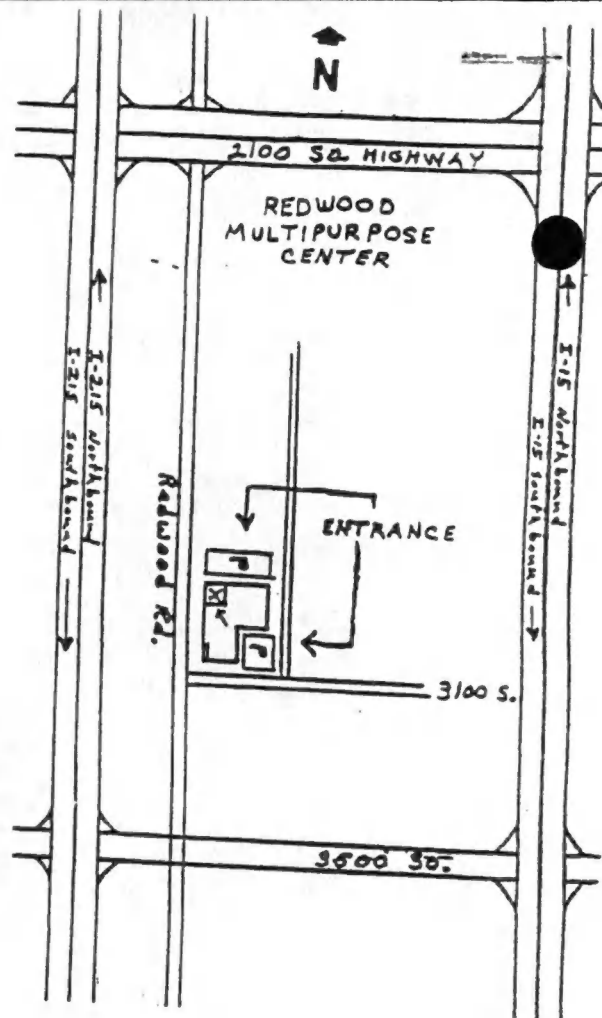 N
2100 So. HIGHWAY
REDWOOD
MULTIPURPOSE
CENTER
I-215 Southbound
I-215 Northbound
Redwood Rd.
ENTRANCE
P
X
P
I-15 Southbound
I-15 Northbound
3100 S.
3500 So.